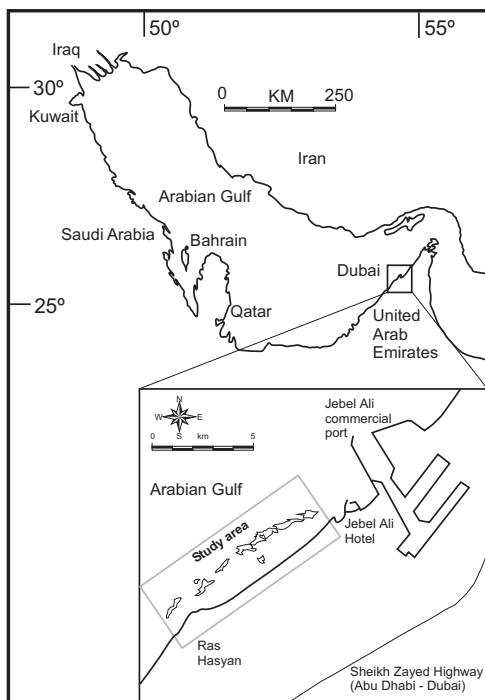 50º
55º
Iraq
30º
Kuwait
0
KM
250
Iran
Arabian Gulf
Saudi Arabia
Bahrain
Dubai
25º
Qatar
United
Arab
Emirates
Jebel Ali
commercial
port
N
W
E
S
0
km
5
Arabian Gulf
Study area
Jebel Ali
Hotel
Ras
Hasyan
Sheikh Zayed Highway
(Abu Dhabi - Dubai)